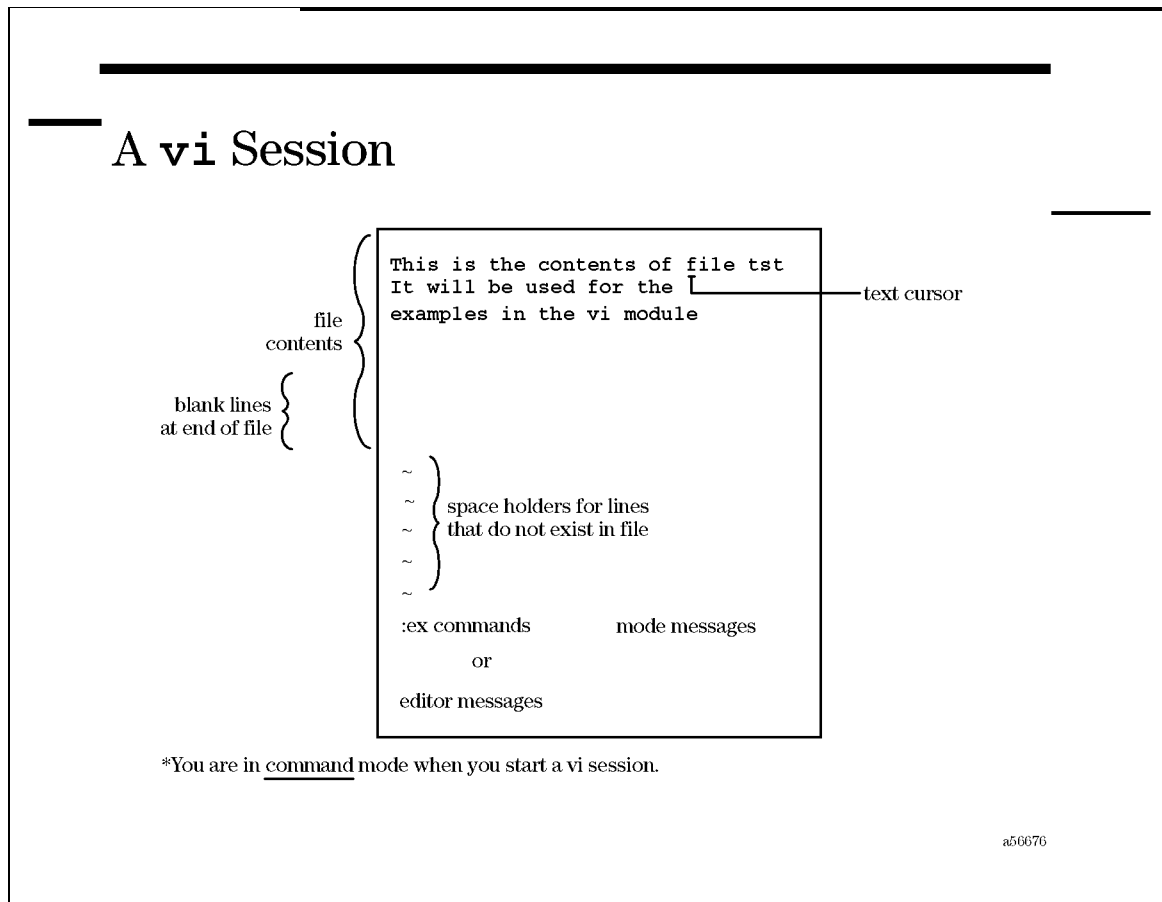 A vi Session
This is the contents of file tst
It will be used for the
examples in the vi module
text cursor
file
contents
blank lines
at end of file
~
~
~
~
~
space holders for lines
that do not exist in file
:ex commands mode messages
or
editor messages
*You are in command mode when you start a vi session.
a56676